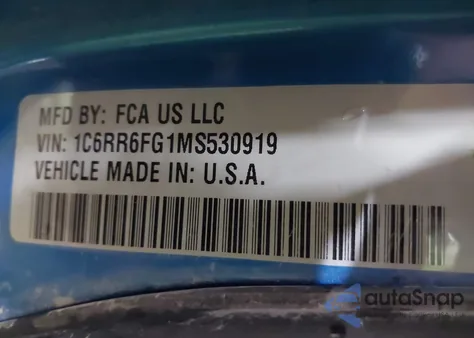 MFD BY: FCA US LLC
VIN: 1C6RR6FG1MS530919
VEHICLE MADE IN: U.S.A.
autoSnap